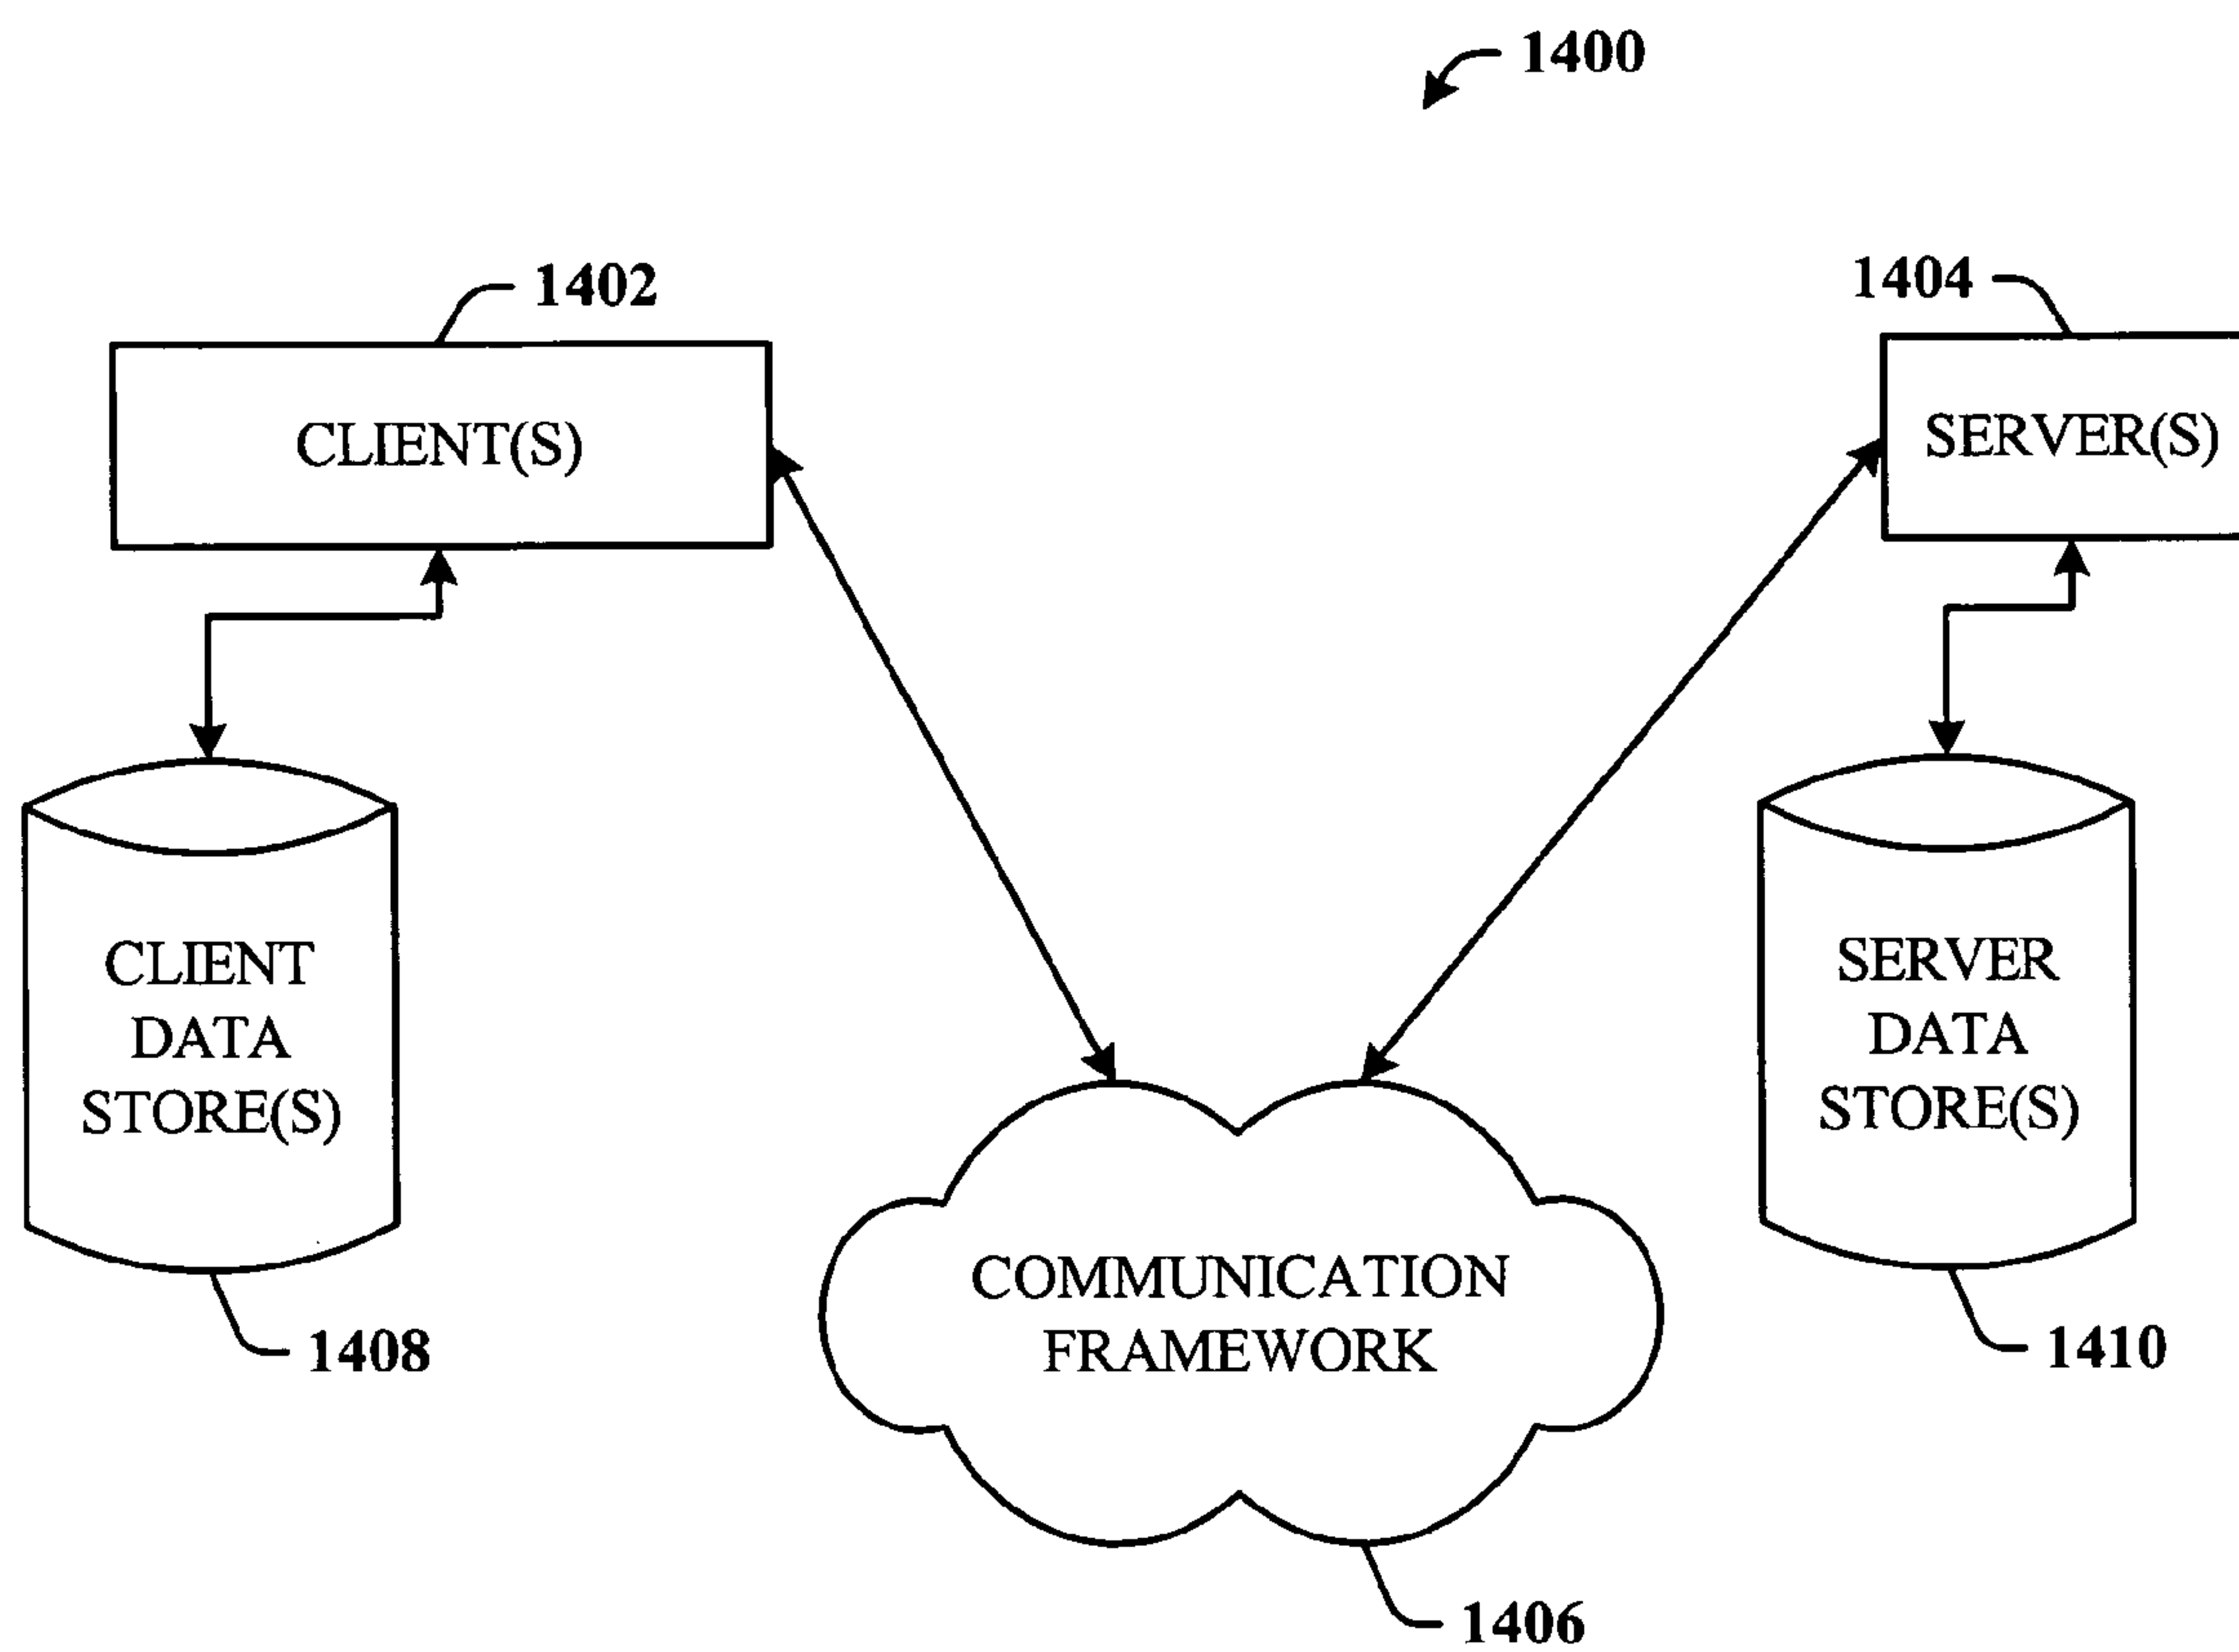 1400
1402
1404
CLIENT(S)
SERVER(S)
CLIENT
DATA
STORE(S)
SERVER
DATA
STORE(S)
COMMUNICATION
FRAMEWORK
1408
1410
1406